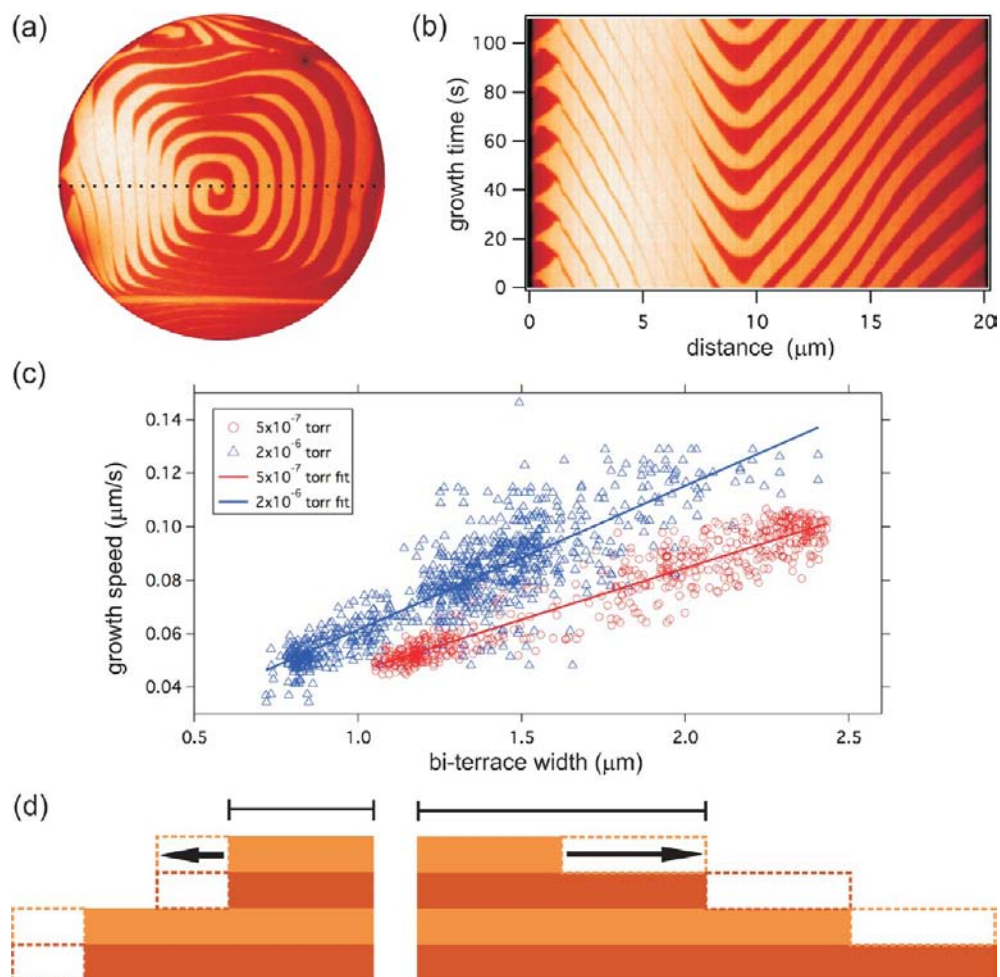 (a)
(b)
growth time (s)
100
80
60
40
20
0
0
5
10
15
20
distance (μm)
(c)
growth speed (μm/s)
0.14
0.12
0.10
0.08
0.06
0.04
5x10⁻⁷ torr
2x10⁻⁶ torr
5x10⁻⁷ torr fit
2x10⁻⁶ torr fit
0.5
1.0
1.5
2.0
2.5
bi-terrace width (μm)
(d)